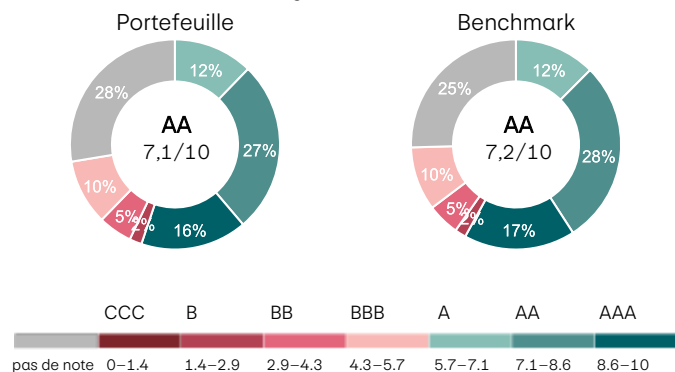 Portefeuille
Benchmark
12%
27%
16%
2%
5%
10%
28%
AA
7,1/10
12%
28%
17%
2%
5%
10%
25%
AA
7,2/10
CCC B BB BBB A AA AAA
pas de note 0–1.4 1.4–2.9 2.9–4.3 4.3–5.7 5.7–7.1 7.1–8.6 8.6–10